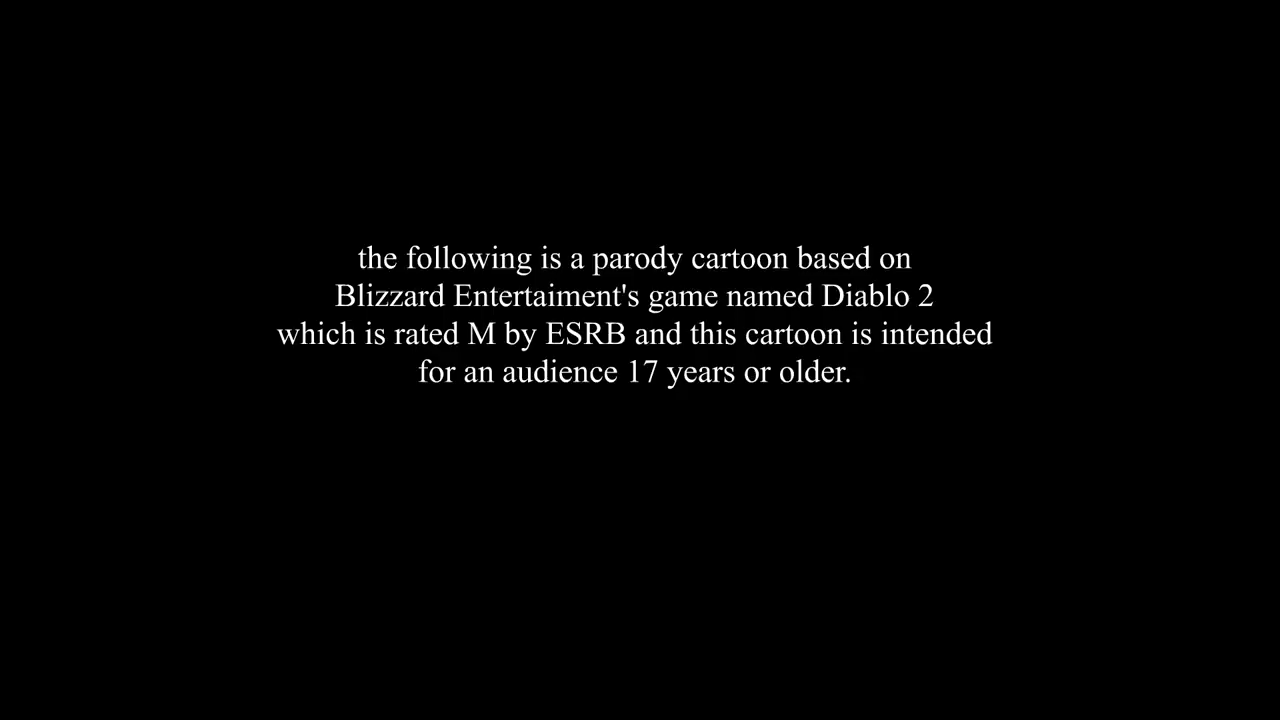 the following is a parody cartoon based on
Blizzard Entertaiment's game named Diablo 2
which is rated M by ESRB and this cartoon is intended
for an audience 17 years or older.